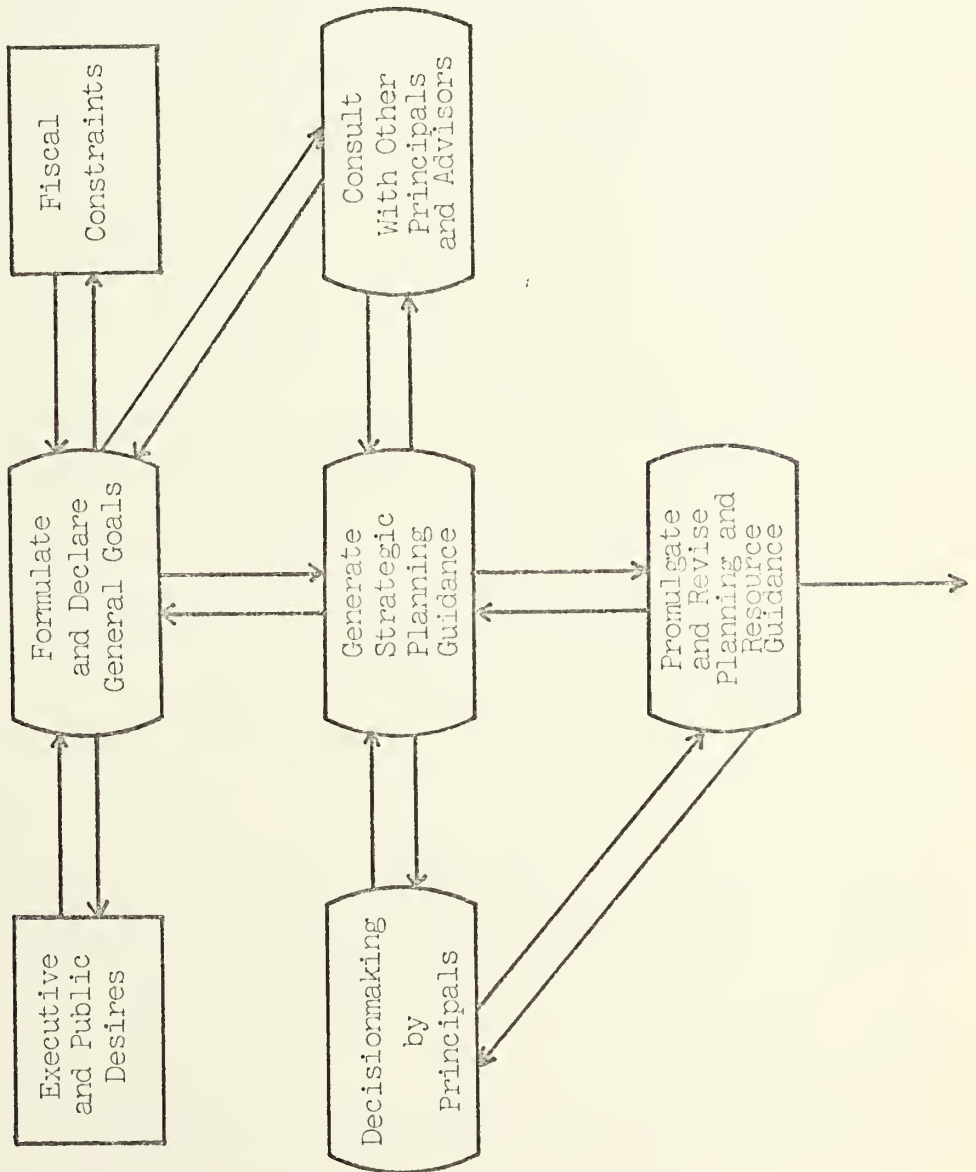 Executive
and Public
Desires
Formulate
and Declare
General Goals
Fiscal
Constraints
Decisionmaking
by
Principals
Generate
Strategic
Planning
Guidance
Consult
With Other
Principals
and Advisors
Promulgate
and Revise
Planning and
Resource
Guidance